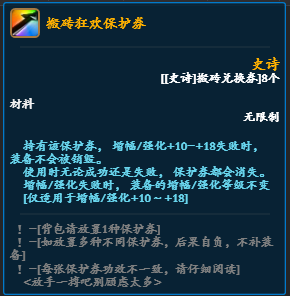 搬砖狂欢保护券
史诗
[[史诗]搬砖兑换券]8个
材料
无限制
持有该保护券，增幅/强化+10-+18失败时，
装备不会被销毁。
使用时无论成功还是失败，保护券都会消失。
增幅/强化失败时，装备的增幅/强化等级不变
[仅适用于增幅/强化+10~+18]
！-[背包请放置1种保护券]
！-[如放置多种不同保护券，后果自负，不补装
备]
！-[每张保护券功效不一致，请仔细阅读]
<放手一搏吧别顾虑太多>